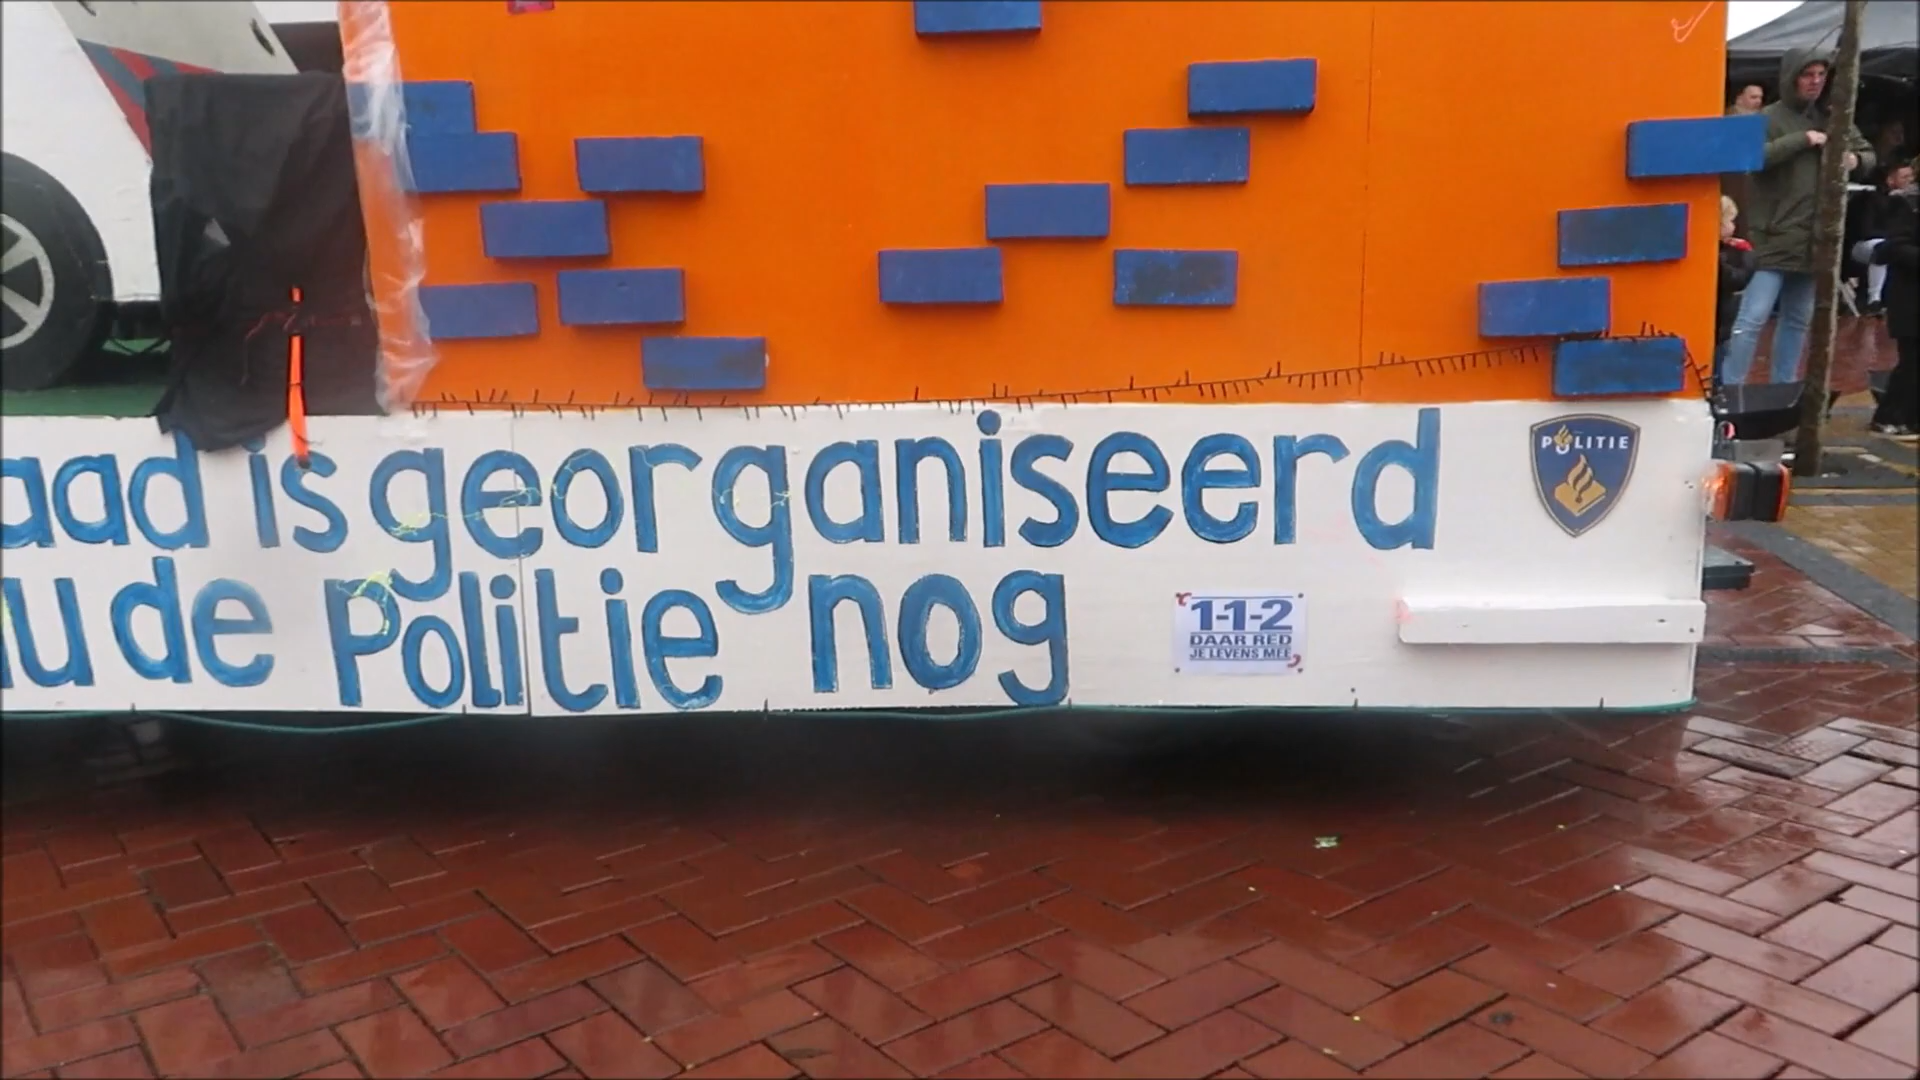 aad is georganiseerd
u de Politie nog
POLITIE
1-1-2
DAAR RED
JE LEVENS MEE